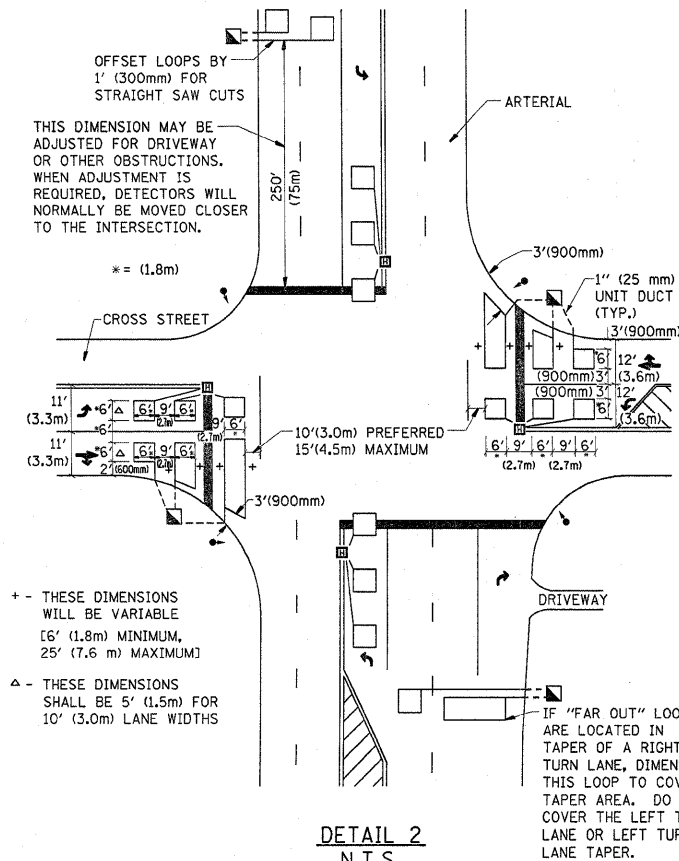 OFFSET LOOPS BY
1' (300mm) FOR
STRAIGHT SAW CUTS
ARTERIAL
THIS DIMENSION MAY BE
ADJUSTED FOR DRIVEWAY
OR OTHER OBSTRUCTIONS.
WHEN ADJUSTMENT IS
REQUIRED, DETECTORS WILL
NORMALLY BE MOVED CLOSER
TO THE INTERSECTION.
250'
(75m)
*= (1.8m)
3'(900mm)
1" (25 mm)
UNIT DUCT
(TYP.)
CROSS STREET
3'(900mm)
*6' 12'
(900mm)3' (3.6m)
(900mm)3' 12'
*6' (3.6m)
6' 9' 6' 9' 6'
* * *
(2.7m) (2.7m)
H
H
H
H
11'
(3.3m)
*6' △ 6' 9' 6'
(2.7m)
*6'
9' 6'
(2.7m) *
11'
(3.3m)
*6' △ 6' 9' 6'
(2.7m)
2' (600mm)
10'(3.0m) PREFERRED
15'(4.5m) MAXIMUM
3'(900mm)
+ - THESE DIMENSIONS
WILL BE VARIABLE
[6' (1.8m) MINIMUM,
25' (7.6 m) MAXIMUM]
△ - THESE DIMENSIONS
SHALL BE 5' (1.5m) FOR
10' (3.0m) LANE WIDTHS
DRIVEWAY
IF "FAR OUT" LOO
ARE LOCATED IN
TAPER OF A RIGHT
TURN LANE, DIMEN
THIS LOOP TO COV
TAPER AREA. DO
COVER THE LEFT T
LANE OR LEFT TUR
LANE TAPER.
DETAIL 2
N.T.S.